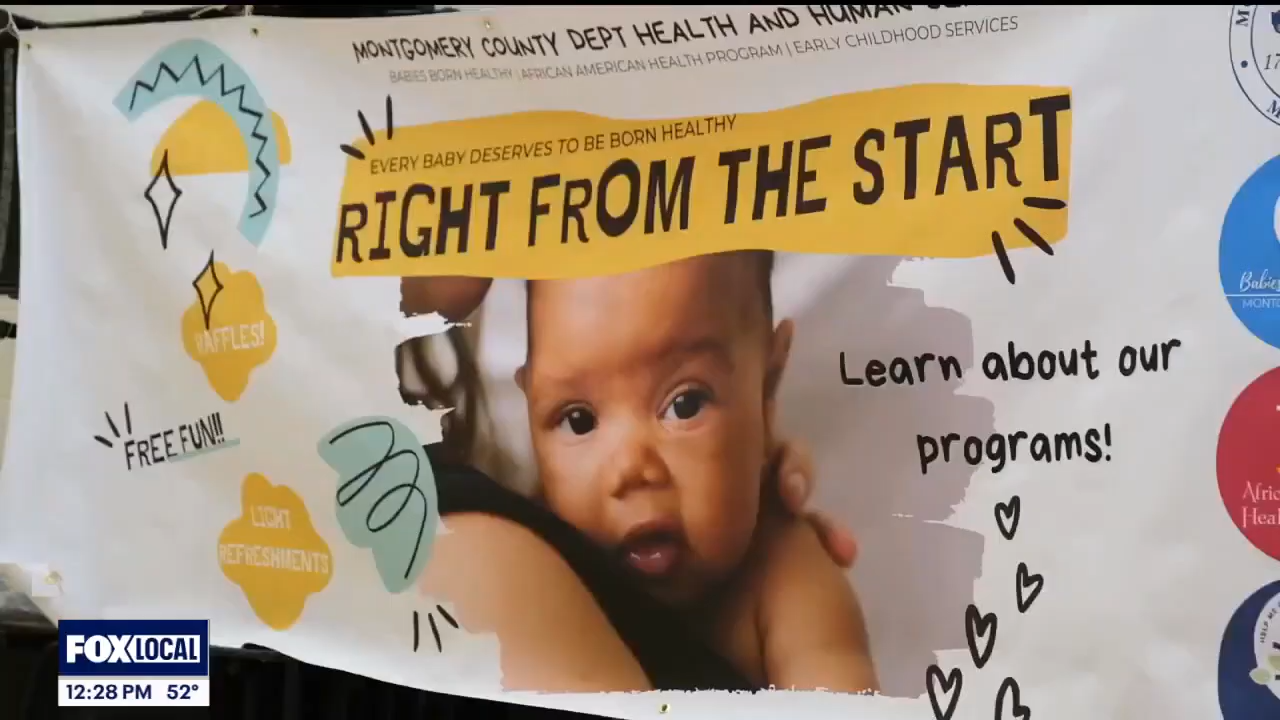 MONTGOMERY COUNTY DEPT HEALTH AND HUMAN
BABIES BORN HEALTHY | AFRICAN AMERICAN HEALTH PROGRAM | EARLY CHILDHOOD SERVICES
EVERY BABY DESERVES TO BE BORN HEALTHY
RIGHT FROM THE START
RAFFLES!
FREE FUN!!
LIGHT
REFRESHMENTS
Learn about our
programs!
Babies
FOX LOCAL
12:28 PM 52°